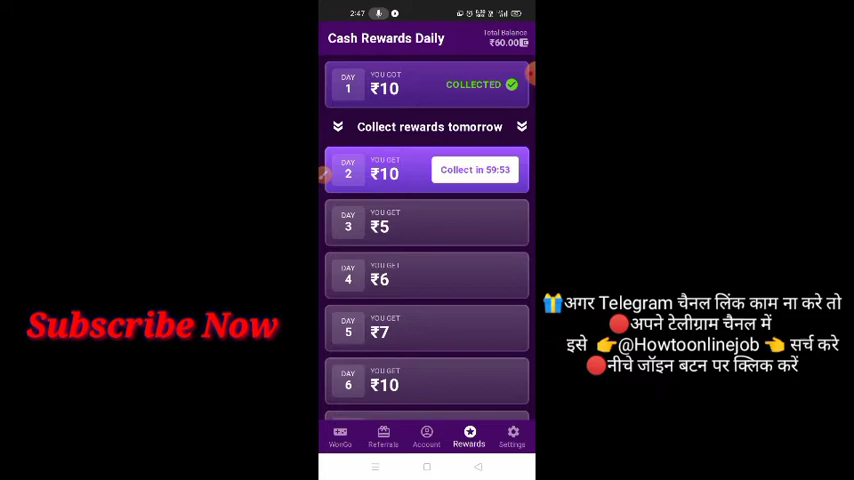 2:47
Cash Rewards Daily
Total Balance
₹60.00
DAY
1
YOU GOT
₹10
COLLECTED
Collect rewards tomorrow
DAY
2
YOU GET
₹10
Collect in 59:53
DAY
3
YOU GET
₹5
DAY
4
YOU GET
₹6
DAY
5
YOU GET
₹7
DAY
6
YOU GET
₹10
WonGo
Referrals
Account
Rewards
Settings
Subscribe Now
🎁अगर Telegram चैनल लिंक काम ना करे तो
🔴अपने टेलीग्राम चैनल में
इसे 👉@Howtoonlinejob 👈 सर्च करे
🔴नीचे जॉइन बटन पर क्लिक करें